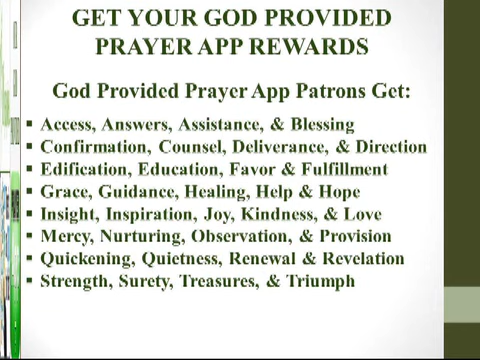 GET YOUR GOD PROVIDED
PRAYER APP REWARDS
God Provided Prayer App Patrons Get:
▪ Access, Answers, Assistance, & Blessing
▪ Confirmation, Counsel, Deliverance, & Direction
▪ Edification, Education, Favor & Fulfillment
▪ Grace, Guidance, Healing, Help & Hope
▪ Insight, Inspiration, Joy, Kindness, & Love
▪ Mercy, Nurturing, Observation, & Provision
▪ Quickening, Quietness, Renewal & Revelation
▪ Strength, Surety, Treasures, & Triumph